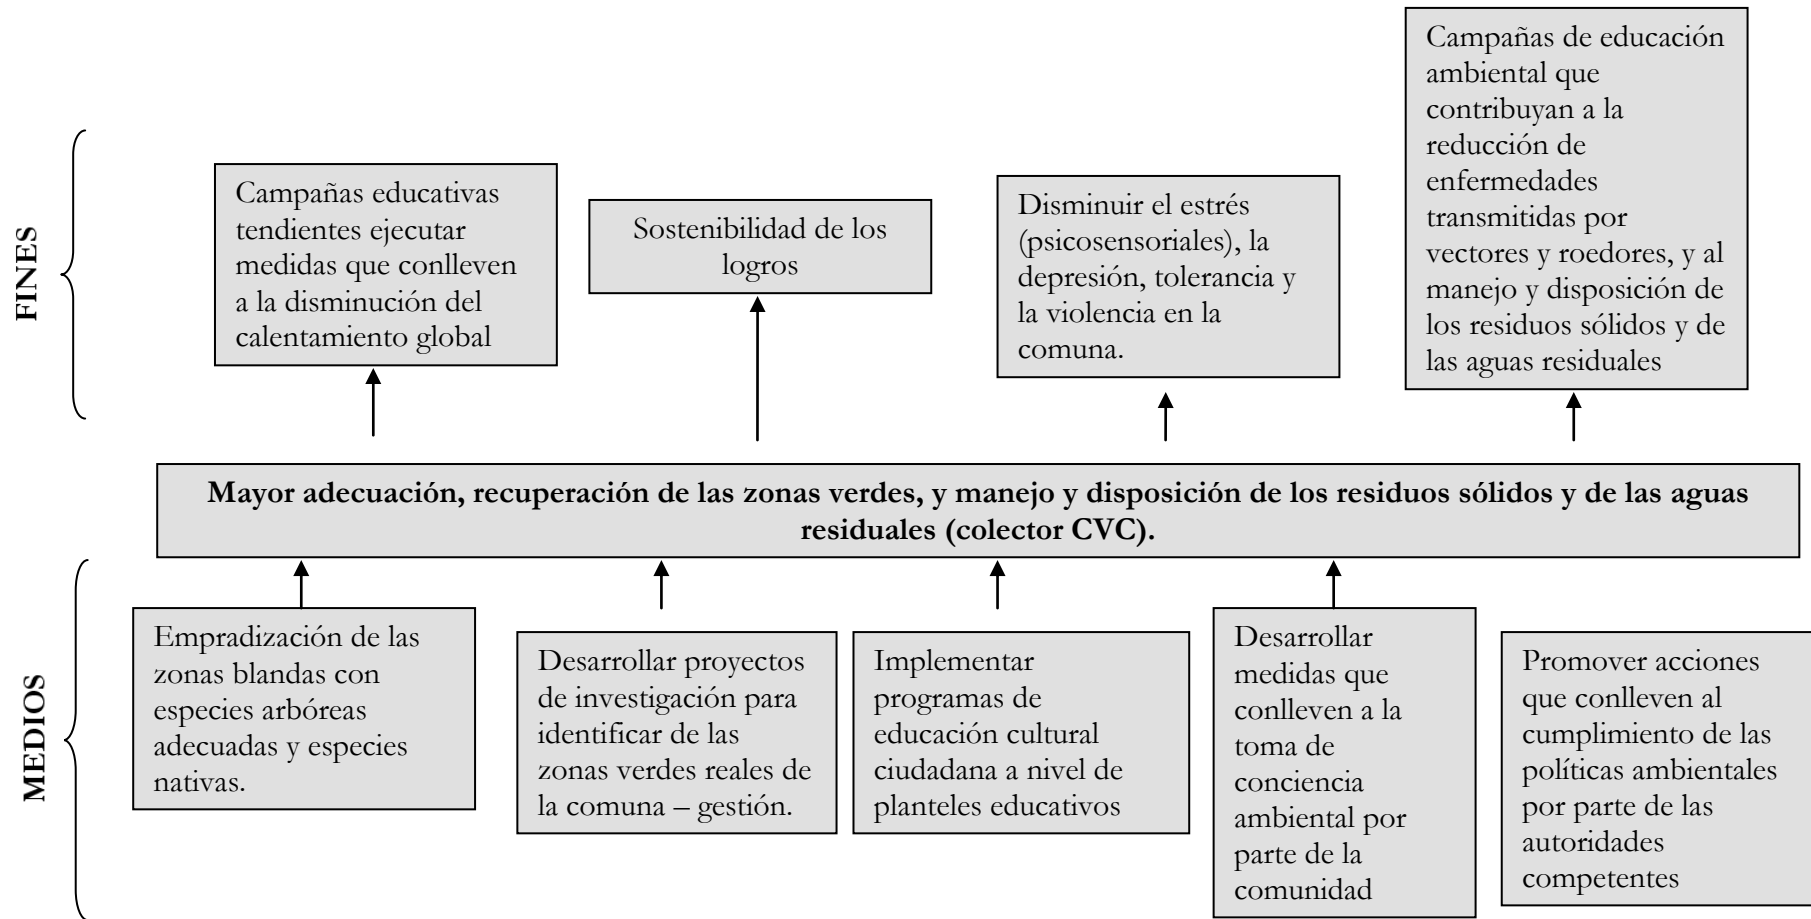 FINES
Campañas educativas
tendientes ejecutar
medidas que conlleven
a la disminución del
calentamiento global
Sostenibilidad de los
logros
Disminuir el estrés
(psicosensoriales), la
depresión, tolerancia y
la violencia en la
comuna.
Campañas de educación
ambiental que
contribuyan a la
reducción de
enfermedades
transmitidas por
vectores y roedores, y al
manejo y disposición de
los residuos sólidos y de
las aguas residuales
Mayor adecuación, recuperación de las zonas verdes, y manejo y disposición de los residuos sólidos y de las aguas
residuales (colector CVC).
MEDIOS
Empradización de las
zonas blandas con
especies arbóreas
adecuadas y especies
nativas.
Desarrollar proyectos
de investigación para
identificar de las
zonas verdes reales de
la comuna – gestión.
Implementar
programas de
educación cultural
ciudadana a nivel de
planteles educativos
Desarrollar
medidas que
conlleven a la
toma de
conciencia
ambiental por
parte de la
comunidad
Promover acciones
que conlleven al
cumplimiento de las
políticas ambientales
por parte de las
autoridades
competentes